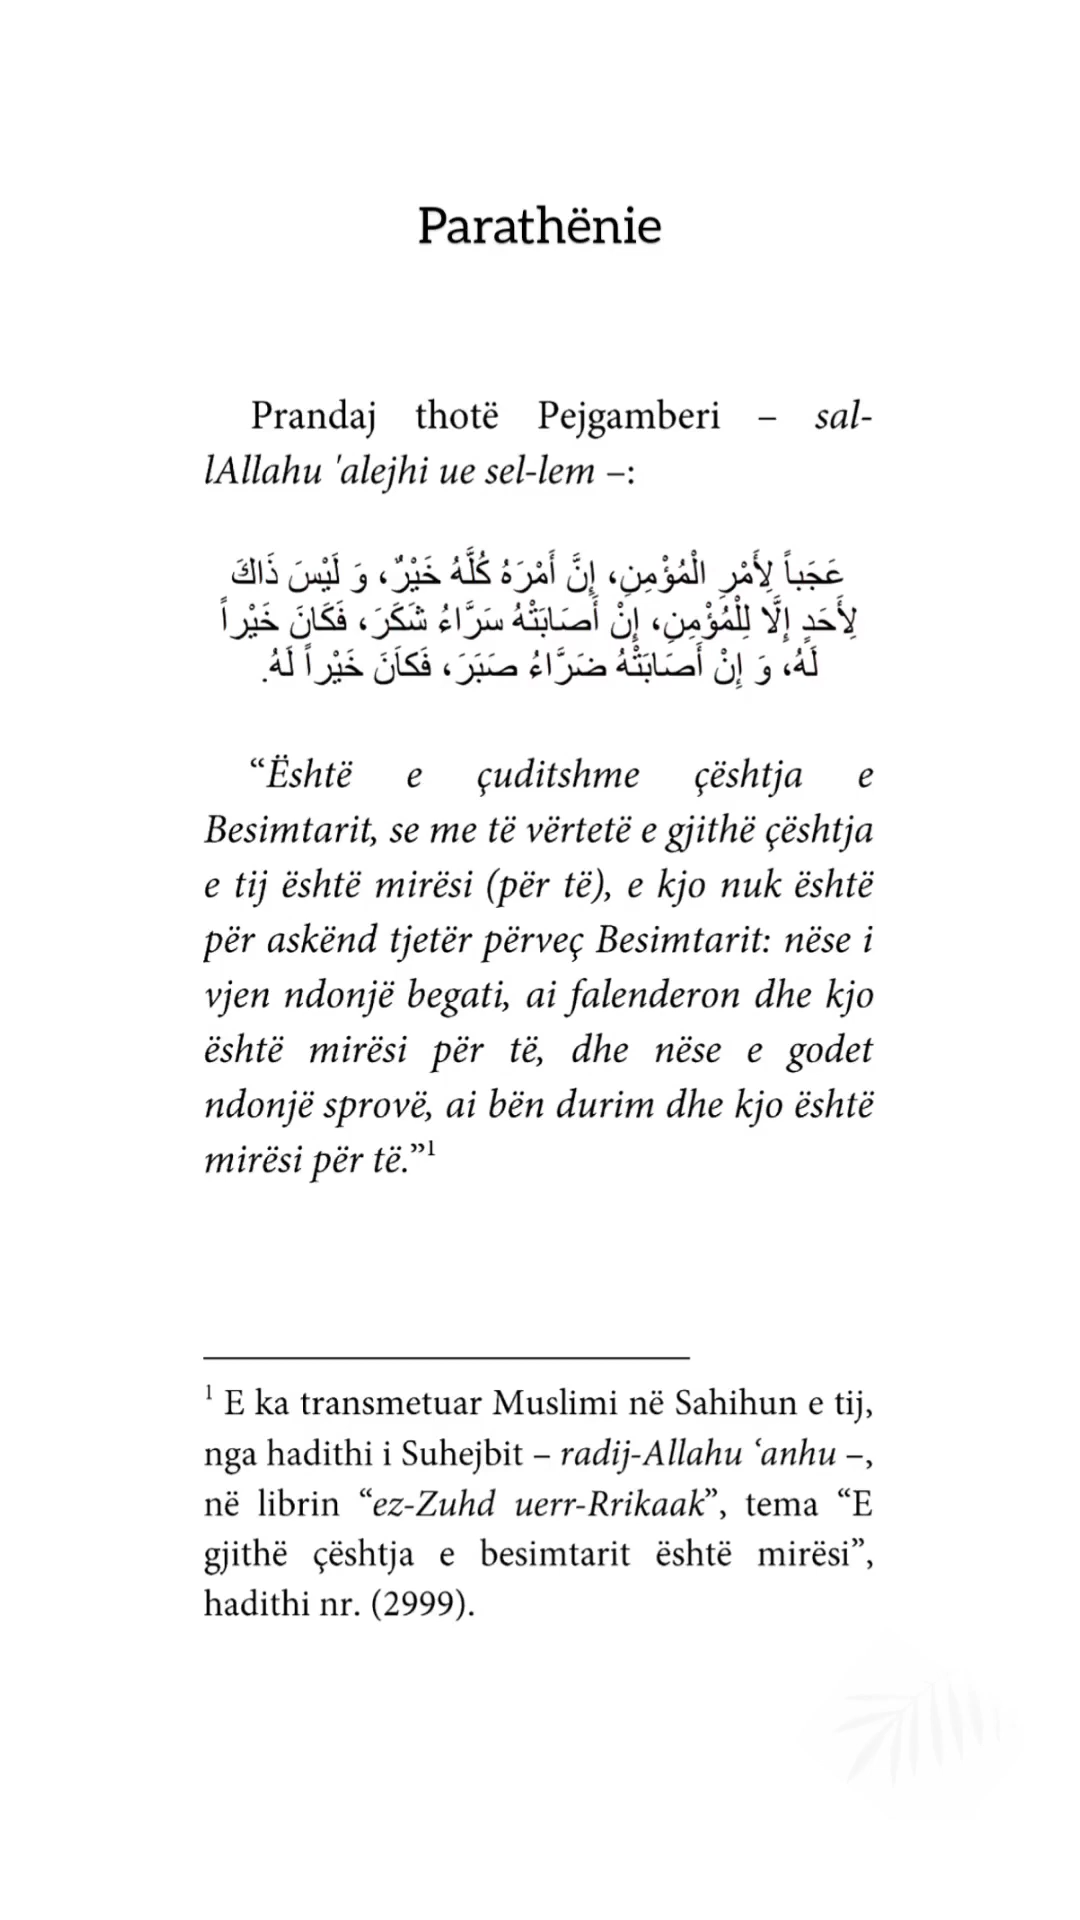 Parathënie
Prandaj thotë Pejgamberi – sal-
lAllahu 'alejhi ue sel-lem –:
عَجَباً لِأَمْرِ الْمُؤْمِنِ، إِنَّ أَمْرَهُ كُلَّهُ خَيْرٌ، وَ لَيْسَ ذَاكَ
لِأَحَدٍ إِلَّا لِلْمُؤْمِنِ، إِنْ أَصَابَتْهُ سَرَّاءُ شَكَرَ، فَكَانَ خَيْراً
لَهُ، وَ إِنْ أَصَابَتْهُ ضَرَّاءُ صَبَرَ، فَكاَنَ خَيْراً لَهُ.
“Është e çuditshme çështja e
Besimtarit, se me të vërtetë e gjithë çështja
e tij është mirësi (për të), e kjo nuk është
për askënd tjetër përveç Besimtarit: nëse i
vjen ndonjë begati, ai falenderon dhe kjo
është mirësi për të, dhe nëse e godet
ndonjë sprovë, ai bën durim dhe kjo është
mirësi për të.”¹
¹ E ka transmetuar Muslimi në Sahihun e tij,
nga hadithi i Suhejbit – radij-Allahu ‘anhu –,
në librin “ez-Zuhd uerr-Rrikaak”, tema “E
gjithë çështja e besimtarit është mirësi”,
hadithi nr. (2999).